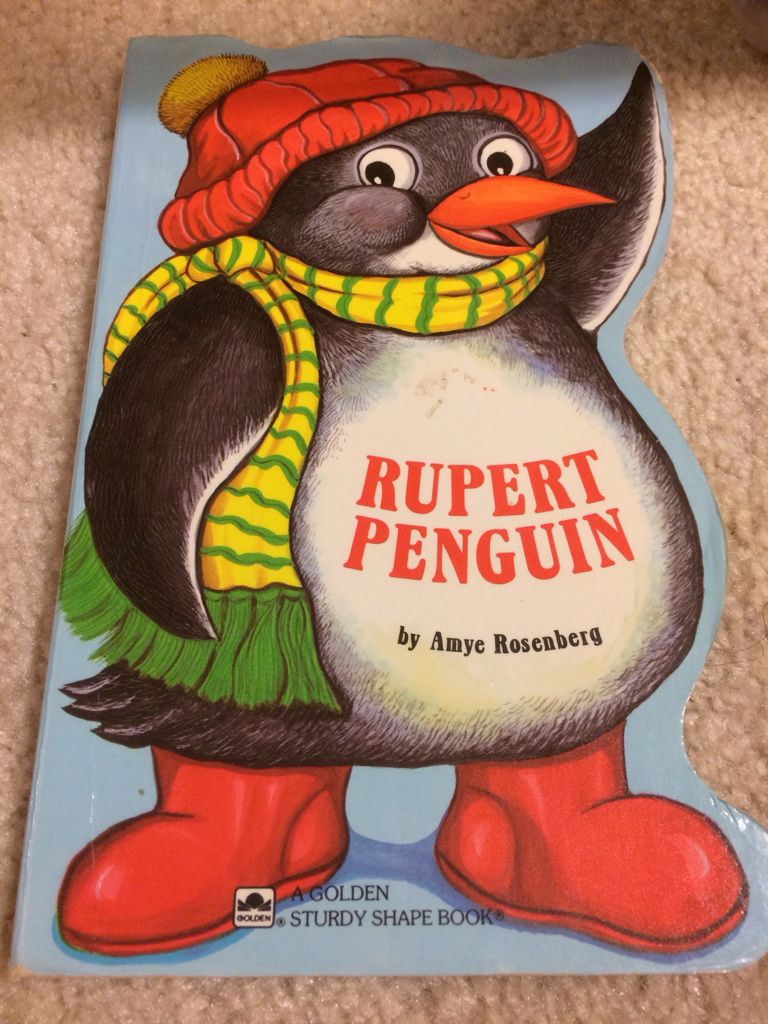 RUPERT
PENGUIN
by Amye Rosenberg
A GOLDEN
GOLDEN ® STURDY SHAPE BOOK®